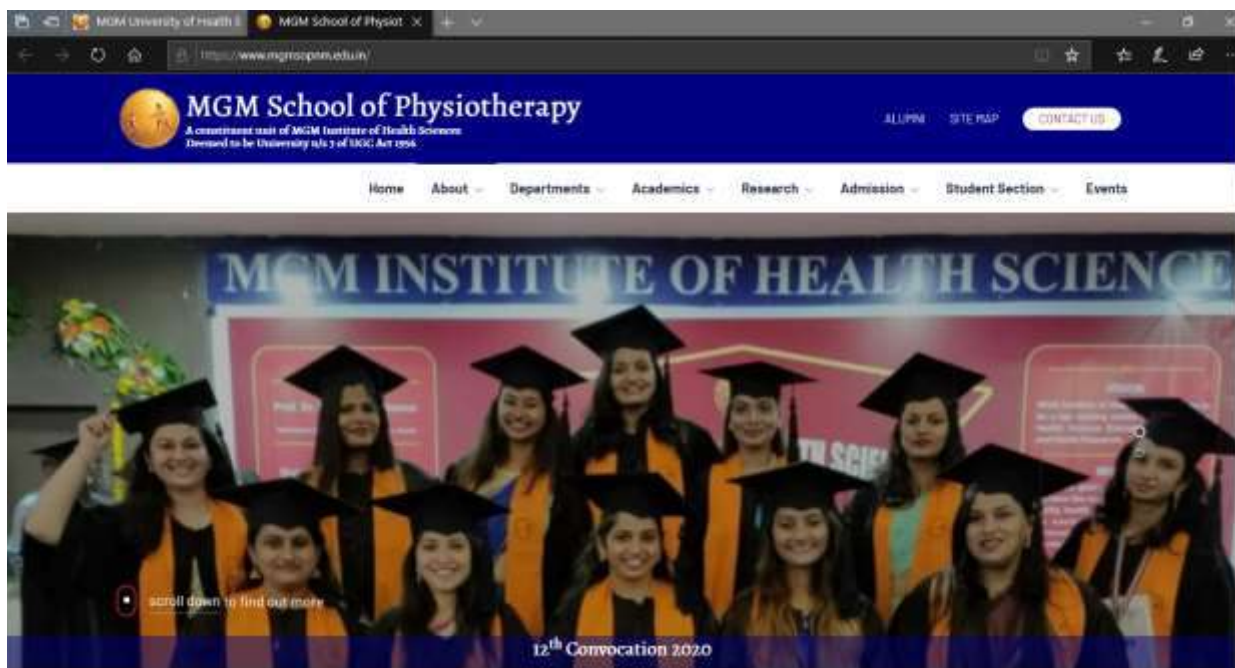 MGM University of Health S
MGM School of Physiot
https://www.mgmsopnm.edu.in/
MGM School of Physiotherapy
A constituent unit of MGM Institute of Health Sciences
Deemed to be University u/s 3 of UGC Act 1956
ALUMNI SITE MAP CONTACT US
Home About Departments Academics Research Admission Student Section Events
MGM INSTITUTE OF HEALTH SCIENCE
TH SCIE
scroll down to find out more
12th Convocation 2020